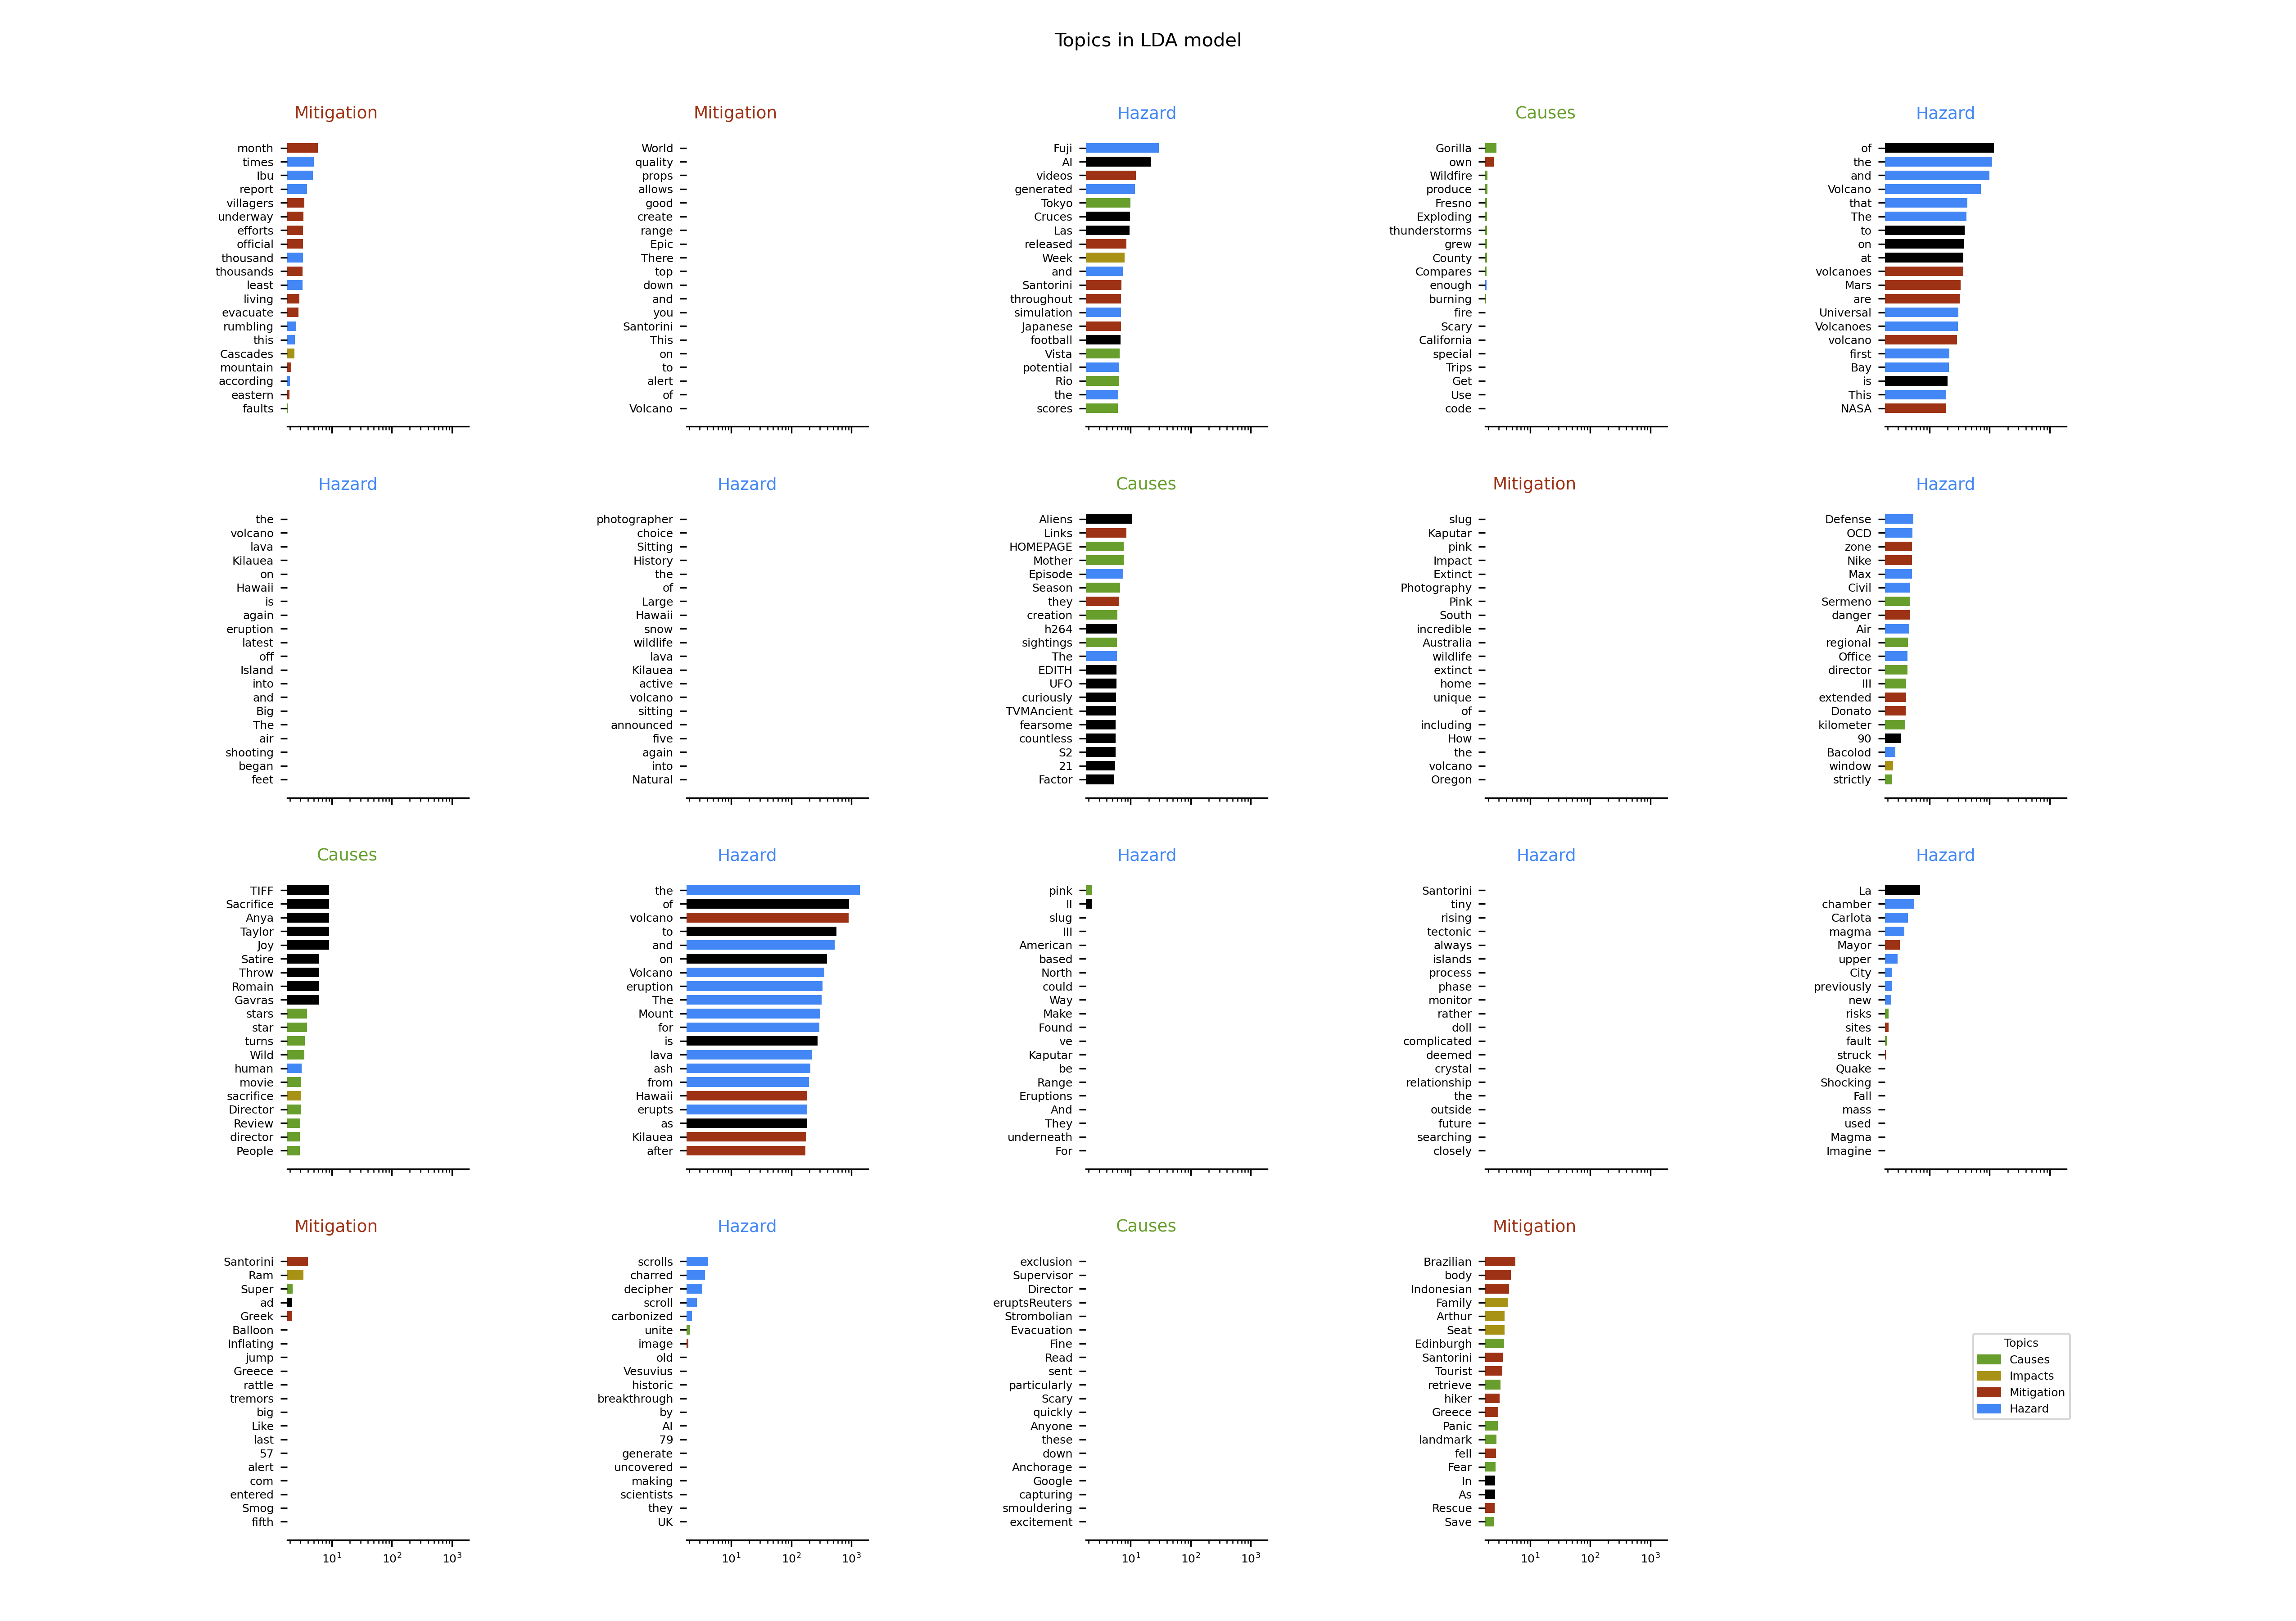 Topics in LDA model
Mitigation
month
times
Ibu
report
villagers
underway
efforts
official
thousand
thousands
least
living
evacuate
rumbling
this
Cascades
mountain
according
eastern
faults
Mitigation
World
quality
props
allows
good
create
range
Epic
There
top
down
and
you
Santorini
This
on
to
alert
of
Volcano
Hazard
Fuji
AI
videos
generated
Tokyo
Cruces
Las
released
Week
and
Santorini
throughout
simulation
Japanese
football
Vista
potential
Rio
the
scores
Causes
Gorilla
own
Wildfire
produce
Fresno
Exploding
thunderstorms
grew
County
Compares
enough
burning
fire
Scary
California
special
Trips
Get
Use
code
Hazard
of
the
and
Volcano
that
The
to
on
at
volcanoes
Mars
are
Universal
Volcanoes
volcano
first
Bay
is
This
NASA
Hazard
the
volcano
lava
Kilauea
on
Hawaii
is
again
eruption
latest
off
Island
into
and
Big
The
air
shooting
began
feet
Hazard
photographer
choice
Sitting
History
the
of
Large
Hawaii
snow
wildlife
lava
Kilauea
active
volcano
sitting
announced
five
again
into
Natural
Causes
Aliens
Links
HOMEPAGE
Mother
Episode
Season
they
creation
h264
sightings
The
EDITH
UFO
curiously
TVMAncient
fearsome
countless
S2
21
Factor
Mitigation
slug
Kaputar
pink
Impact
Extinct
Photography
Pink
South
incredible
Australia
wildlife
extinct
home
unique
of
including
How
the
volcano
Oregon
Hazard
Defense
OCD
zone
Nike
Max
Civil
Sermeno
danger
Air
regional
Office
director
III
extended
Donato
kilometer
90
Bacolod
window
strictly
Causes
TIFF
Sacrifice
Anya
Taylor
Joy
Satire
Throw
Romain
Gavras
stars
star
turns
Wild
human
movie
sacrifice
Director
Review
director
People
Hazard
the
of
volcano
to
and
on
Volcano
eruption
The
Mount
for
is
lava
ash
from
Hawaii
erupts
as
Kilauea
after
Hazard
pink
II
slug
III
American
based
North
could
Way
Make
Found
ve
Kaputar
be
Range
Eruptions
And
They
underneath
For
Hazard
Santorini
tiny
rising
tectonic
always
islands
process
phase
monitor
rather
doll
complicated
deemed
crystal
relationship
the
outside
future
searching
closely
Hazard
La
chamber
Carlota
magma
Mayor
upper
City
previously
new
risks
sites
fault
struck
Quake
Shocking
Fall
mass
used
Magma
Imagine
Mitigation
Santorini
Ram
Super
ad
Greek
Balloon
Inflating
jump
Greece
rattle
tremors
big
Like
last
57
alert
com
entered
Smog
fifth
10¹ 10² 10³
Hazard
scrolls
charred
decipher
scroll
carbonized
unite
image
old
Vesuvius
historic
breakthrough
by
AI
79
generate
uncovered
making
scientists
they
UK
10¹ 10² 10³
Causes
exclusion
Supervisor
Director
eruptsReuters
Strombolian
Evacuation
Fine
Read
sent
particularly
Scary
quickly
Anyone
these
down
Anchorage
Google
capturing
smouldering
excitement
10¹ 10² 10³
Mitigation
Brazilian
body
Indonesian
Family
Arthur
Seat
Edinburgh
Santorini
Tourist
retrieve
hiker
Greece
Panic
landmark
fell
Fear
In
As
Rescue
Save
10¹ 10² 10³
Topics
Causes
Impacts
Mitigation
Hazard